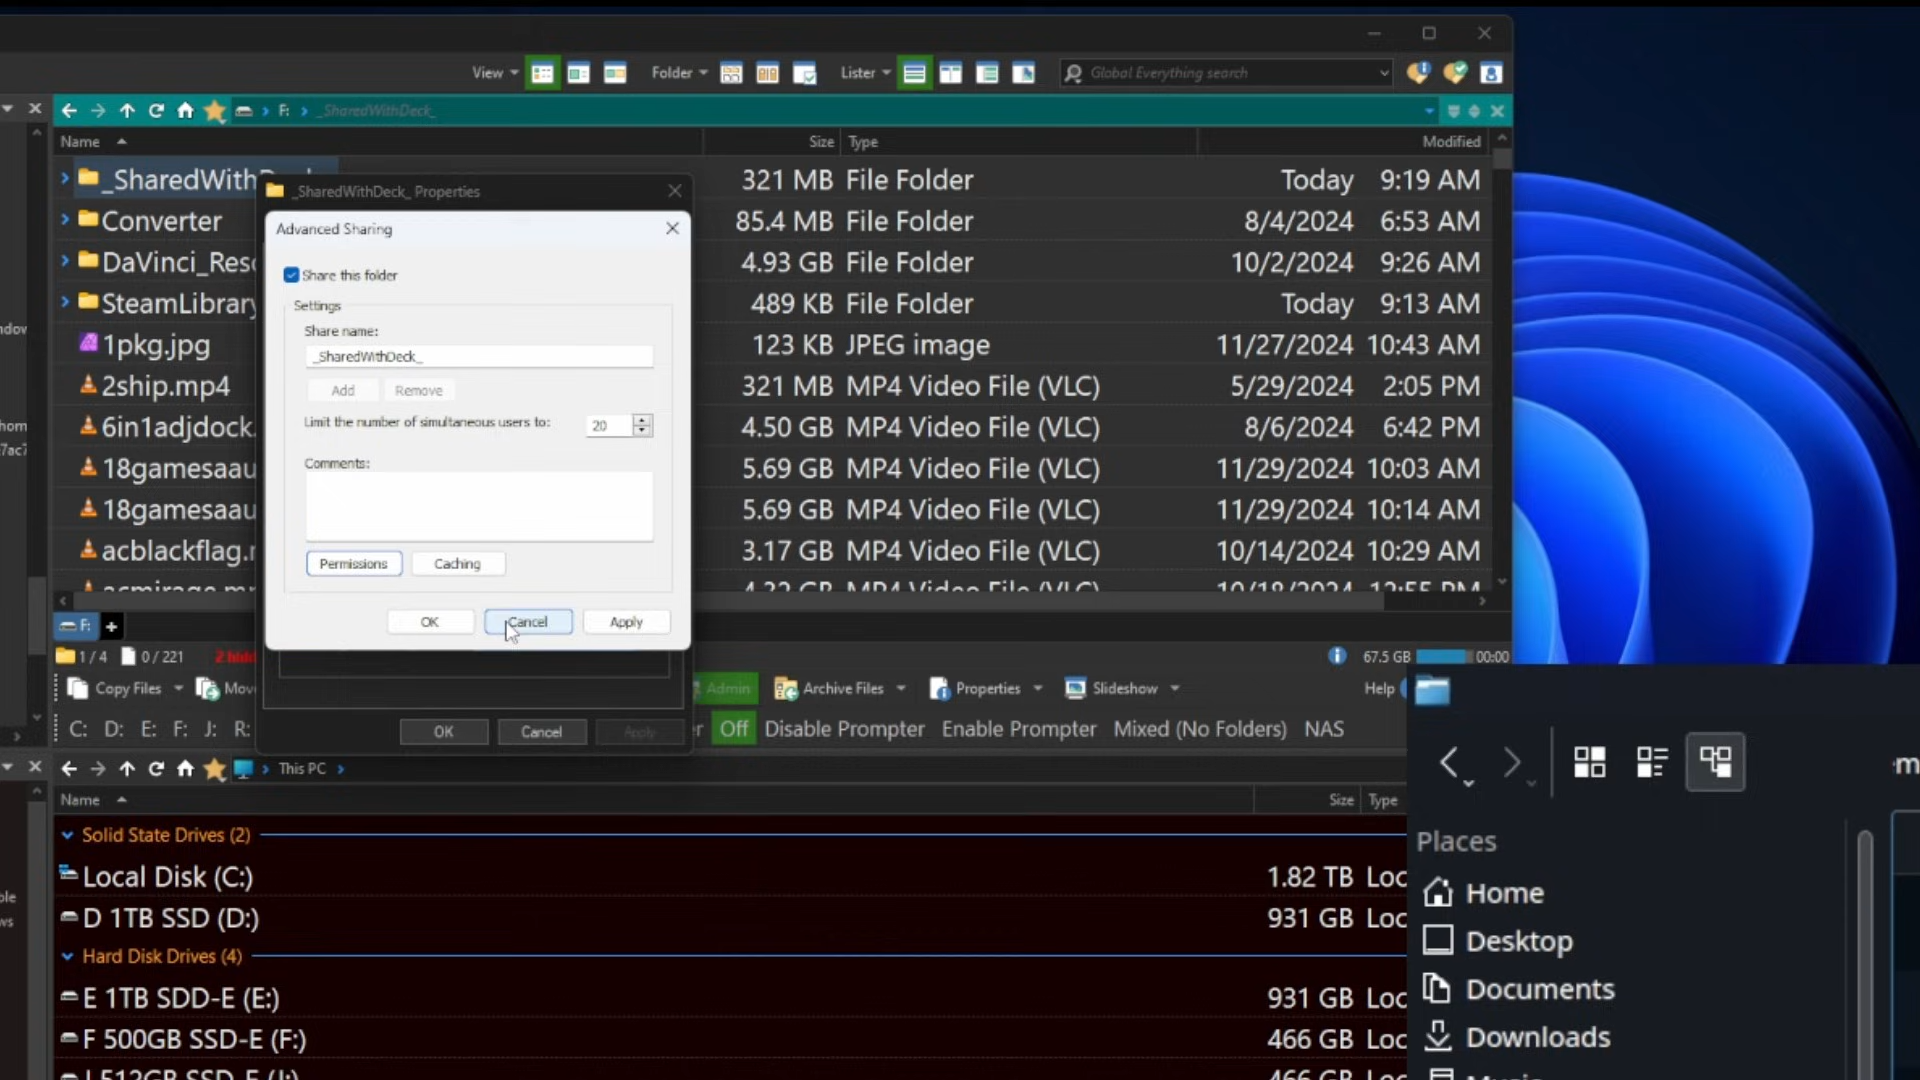 View
Folder
Lister
Global Everything search
F:
_SharedWithDeck_
Name
Size
Type
Modified
_SharedWith
321 MB
File Folder
Today
9:19 AM
Converter
85.4 MB
File Folder
8/4/2024
6:53 AM
DaVinci_Res
4.93 GB
File Folder
10/2/2024
9:26 AM
SteamLibrary
489 KB
File Folder
Today
9:13 AM
1pkg.jpg
123 KB
JPEG image
11/27/2024
10:43 AM
2ship.mp4
321 MB
MP4 Video File (VLC)
5/29/2024
2:05 PM
6in1adjdock.
4.50 GB
MP4 Video File (VLC)
8/6/2024
6:42 PM
18gamesaau
5.69 GB
MP4 Video File (VLC)
11/29/2024
10:03 AM
18gamesaau
5.69 GB
MP4 Video File (VLC)
11/29/2024
10:14 AM
acblackflag.
3.17 GB
MP4 Video File (VLC)
10/14/2024
10:29 AM
_SharedWithDeck_ Properties
Advanced Sharing
Share this folder
Settings
Share name:
_SharedWithDeck_
Add
Remove
Limit the number of simultaneous users to:
20
Comments:
Permissions
Caching
OK
Cancel
Apply
OK
Cancel
Apply
F:
1 / 4
0 / 221
67.5 GB
00:00
Copy Files
Mov
Admin
Archive Files
Properties
Slideshow
Help
C:
D:
E:
F:
J:
R:
Off
Disable Prompter
Enable Prompter
Mixed (No Folders)
NAS
This PC
Name
Size
Type
Solid State Drives (2)
Local Disk (C:)
1.82 TB
Loc
D 1TB SSD (D:)
931 GB
Loc
Hard Disk Drives (4)
E 1TB SDD-E (E:)
931 GB
Loc
F 500GB SSD-E (F:)
466 GB
Loc
Places
Home
Desktop
Documents
Downloads